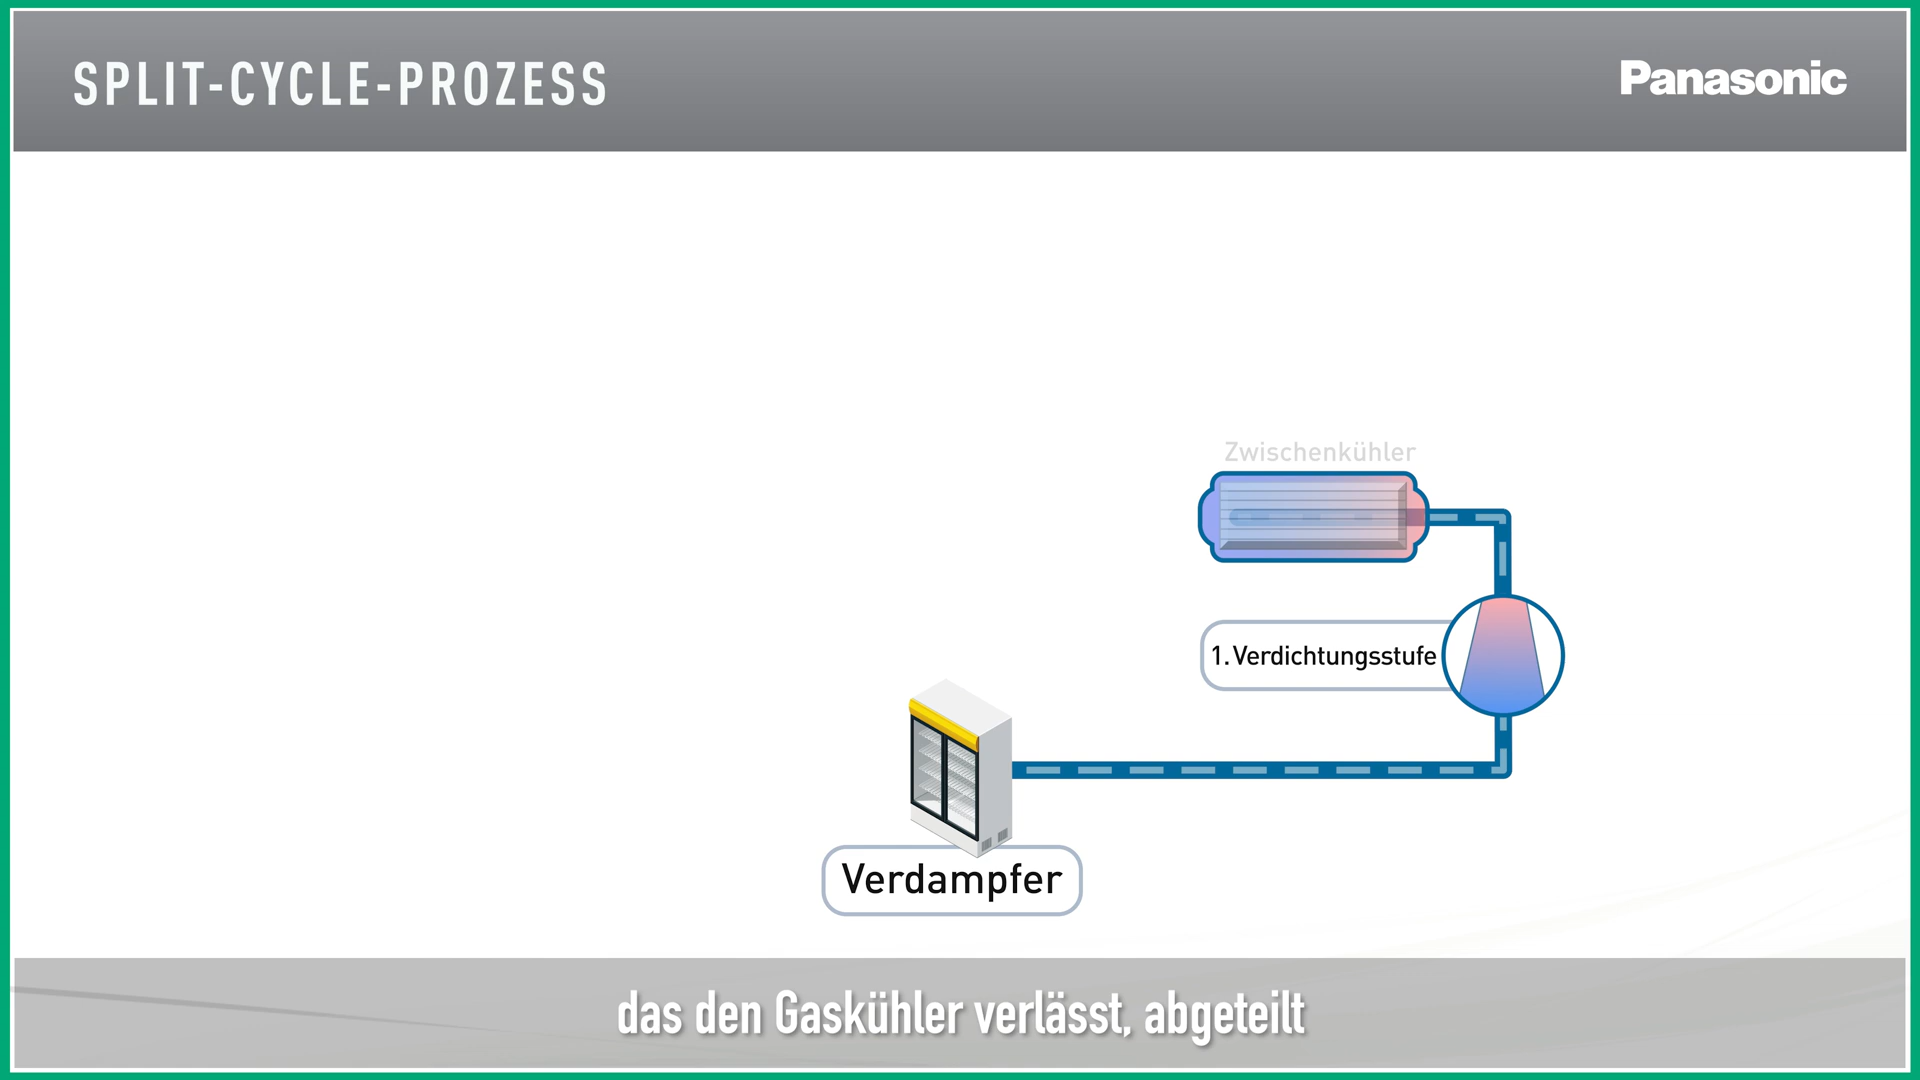 SPLIT-CYCLE-PROZESS
Panasonic
Zwischenkühler
1. Verdichtungsstufe
Verdampfer
das den Gaskühler verlässt, abgeteilt